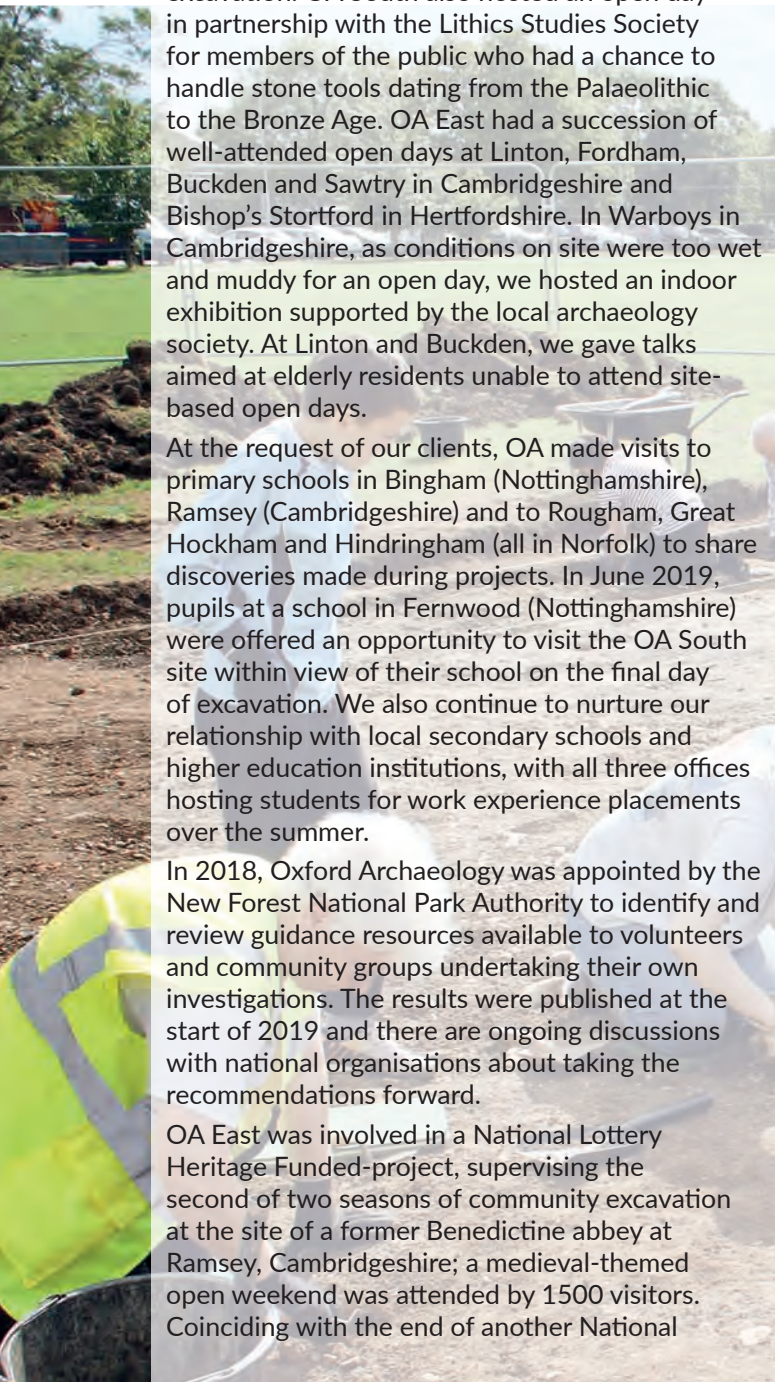 in partnership with the Lithics Studies Society
for members of the public who had a chance to
handle stone tools dating from the Palaeolithic
to the Bronze Age. OA East had a succession of
well-attended open days at Linton, Fordham,
Buckden and Sawtry in Cambridgeshire and
Bishop’s Stortford in Hertfordshire. In Warboys in
Cambridgeshire, as conditions on site were too wet
and muddy for an open day, we hosted an indoor
exhibition supported by the local archaeology
society. At Linton and Buckden, we gave talks
aimed at elderly residents unable to attend site-
based open days.
At the request of our clients, OA made visits to
primary schools in Bingham (Nottinghamshire),
Ramsey (Cambridgeshire) and to Rougham, Great
Hockham and Hindringham (all in Norfolk) to share
discoveries made during projects. In June 2019,
pupils at a school in Fernwood (Nottinghamshire)
were offered an opportunity to visit the OA South
site within view of their school on the final day
of excavation. We also continue to nurture our
relationship with local secondary schools and
higher education institutions, with all three offices
hosting students for work experience placements
over the summer.
In 2018, Oxford Archaeology was appointed by the
New Forest National Park Authority to identify and
review guidance resources available to volunteers
and community groups undertaking their own
investigations. The results were published at the
start of 2019 and there are ongoing discussions
with national organisations about taking the
recommendations forward.
OA East was involved in a National Lottery
Heritage Funded-project, supervising the
second of two seasons of community excavation
at the site of a former Benedictine abbey at
Ramsey, Cambridgeshire; a medieval-themed
open weekend was attended by 1500 visitors.
Coinciding with the end of another National